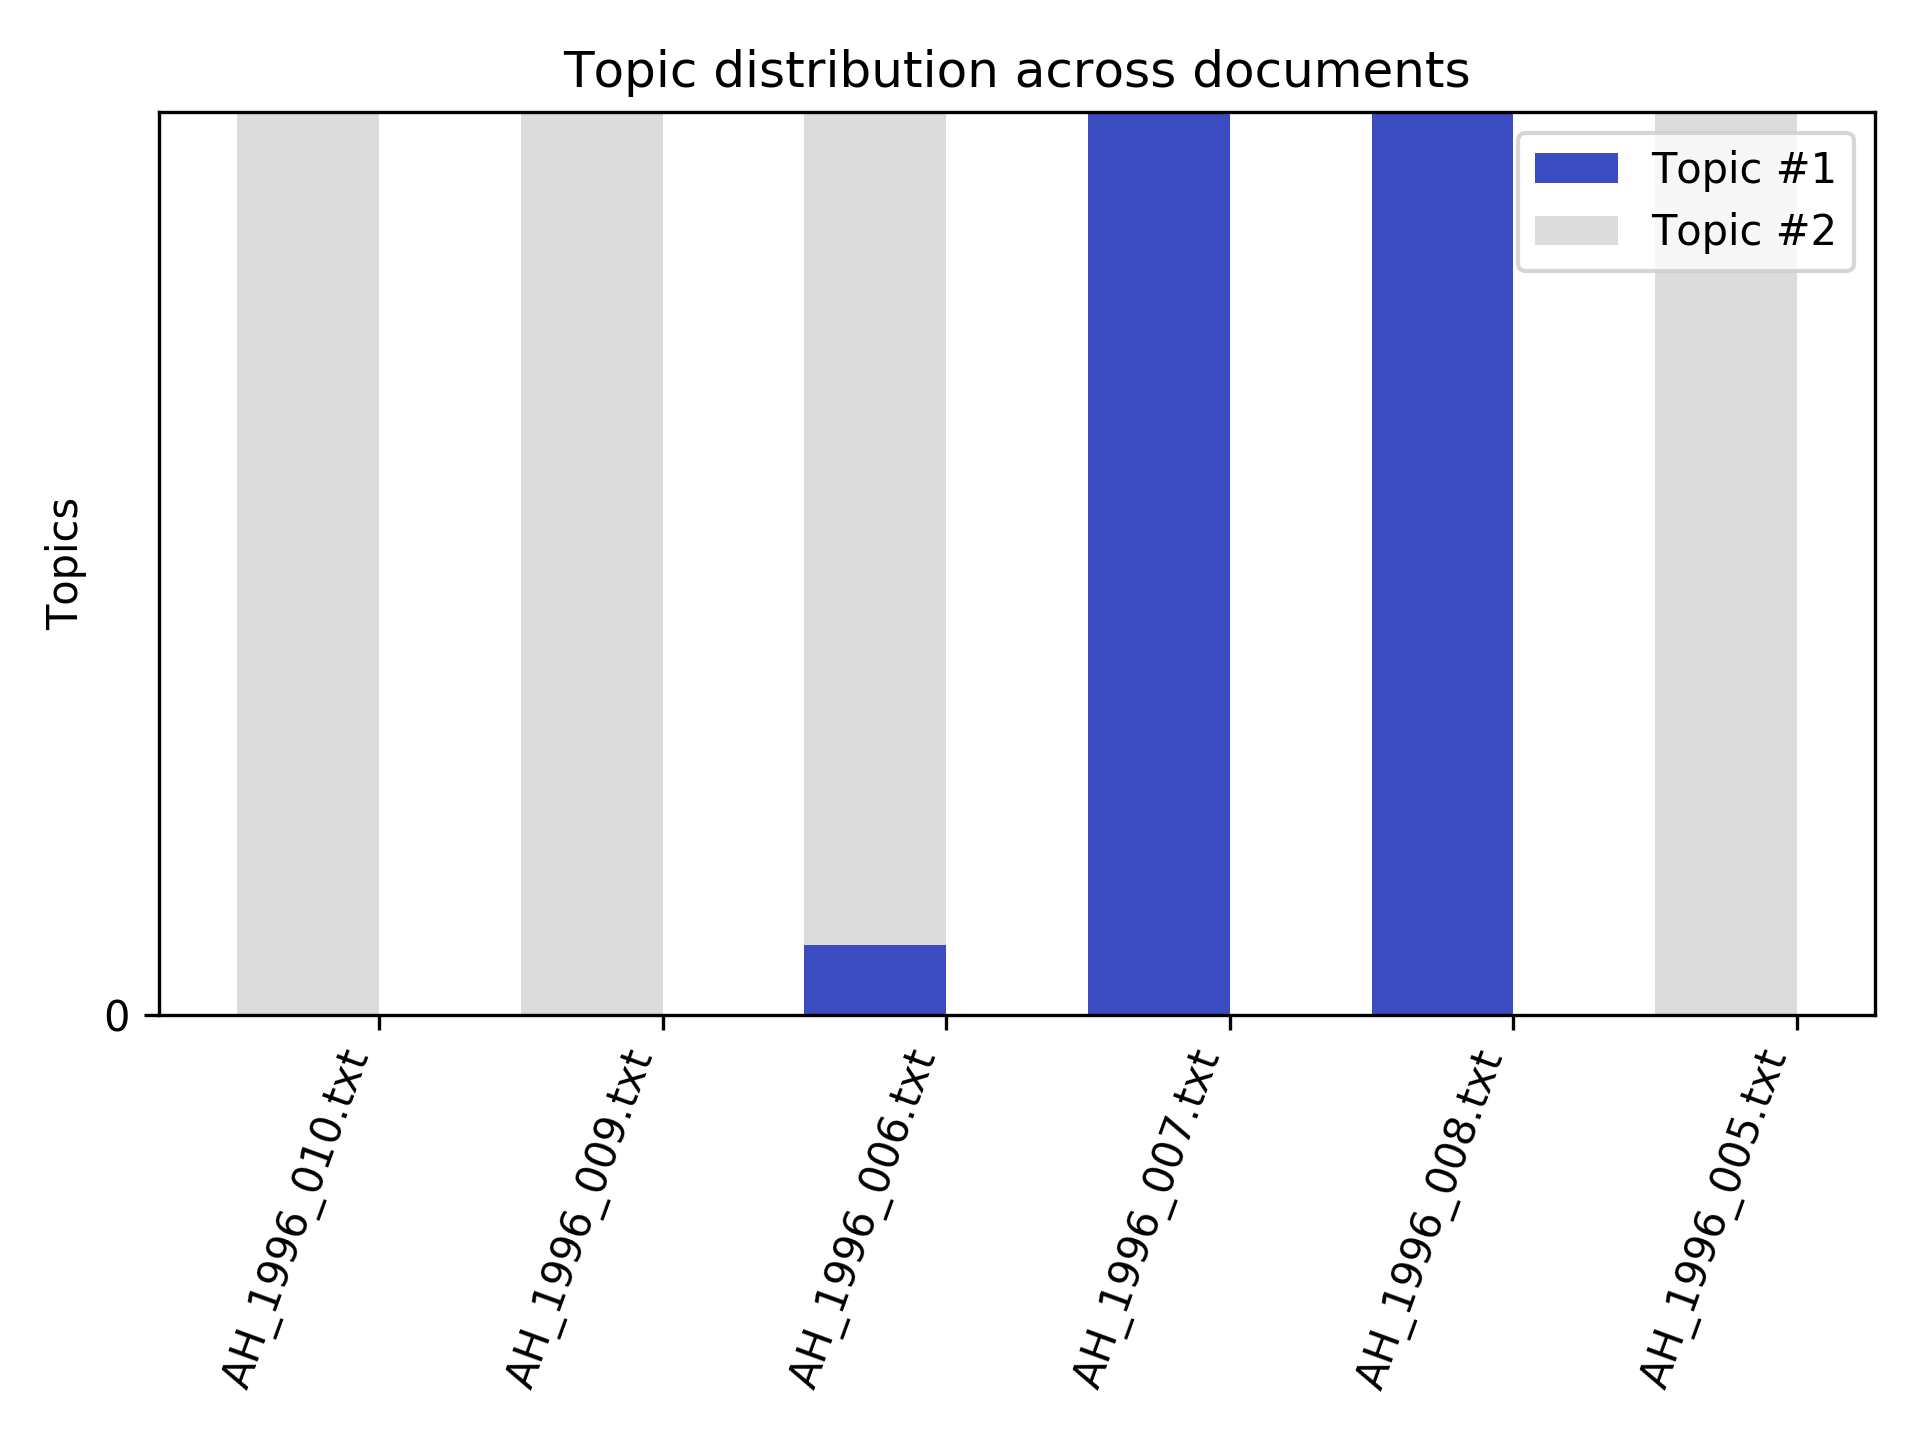 Topic distribution across documents
Topic #1
Topic #2
Topics
0
AH_1996_010.txt
AH_1996_009.txt
AH_1996_006.txt
AH_1996_007.txt
AH_1996_008.txt
AH_1996_005.txt